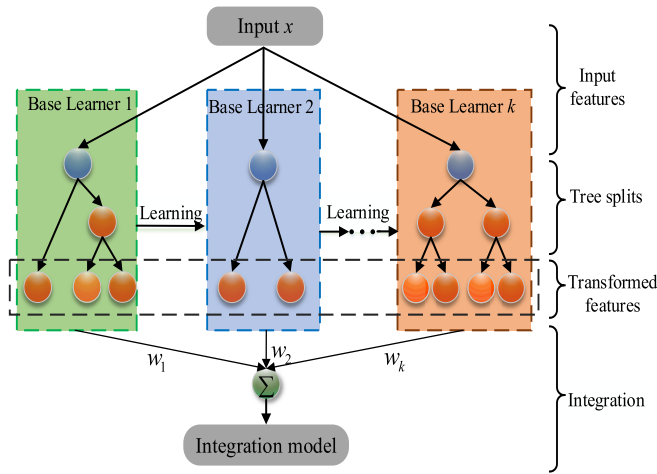 Input x
Input
features
Base Learner 1
Base Learner 2
Base Learner k
Tree splits
Learning
Learning
Transformed
features
w1
w2
wk
Σ
Integration
Integration model